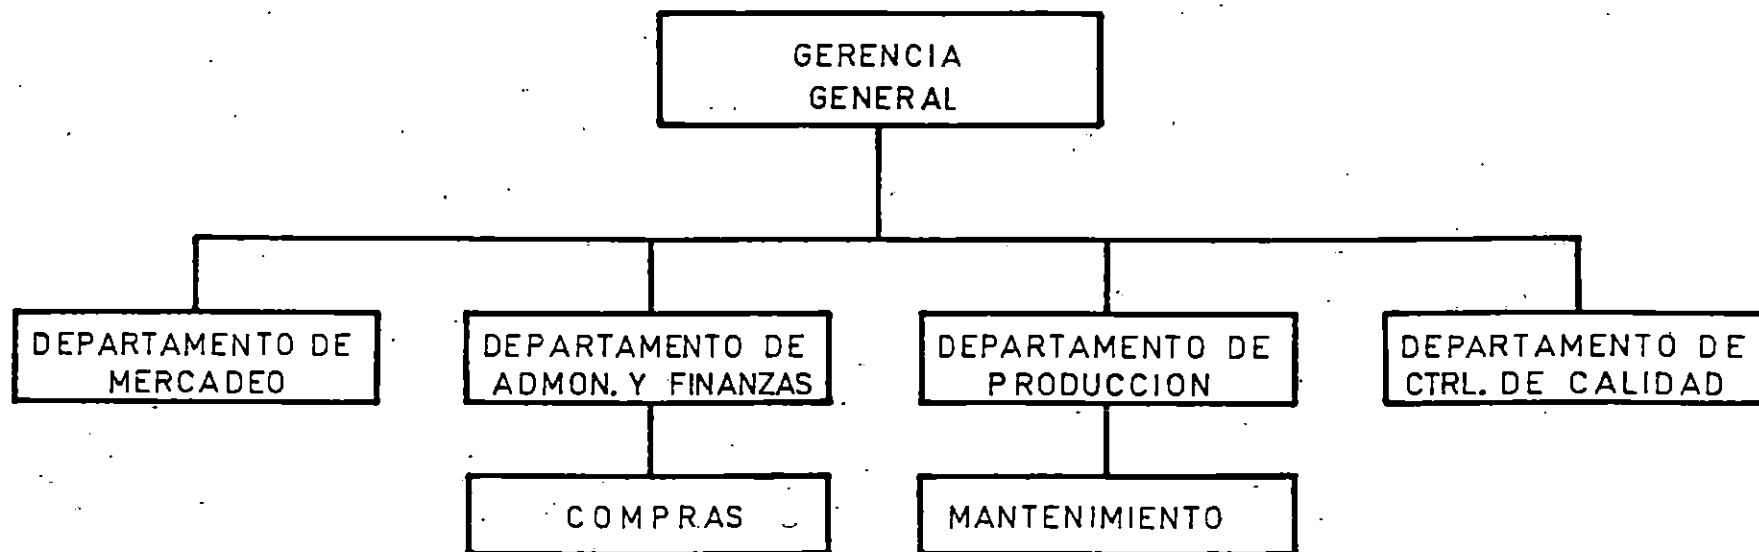 GERENCIA
GENERAL
DEPARTAMENTO DE
MERCADEO
DEPARTAMENTO DE
ADMON. Y FINANZAS
DEPARTAMENTO DE
PRODUCCION
DEPARTAMENTO DE
CTRL. DE CALIDAD
COMPRAS
MANTENIMIENTO